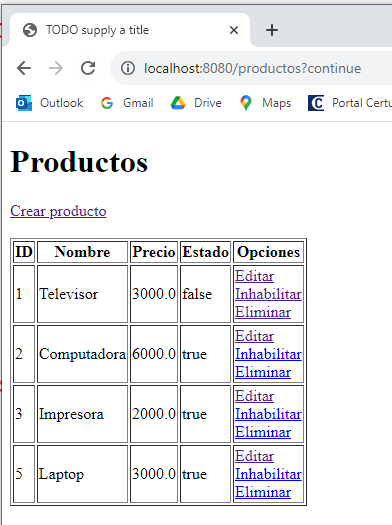 TODO supply a title
localhost:8080/productos?continue
Outlook Gmail Drive Maps Portal Certu
Productos
Crear producto
ID Nombre Precio Estado Opciones
1 Televisor 3000.0 false Editar
Inhabilitar
Eliminar
2 Computadora 6000.0 true Editar
Inhabilitar
Eliminar
3 Impresora 2000.0 true Editar
Inhabilitar
Eliminar
5 Laptop 3000.0 true Editar
Inhabilitar
Eliminar